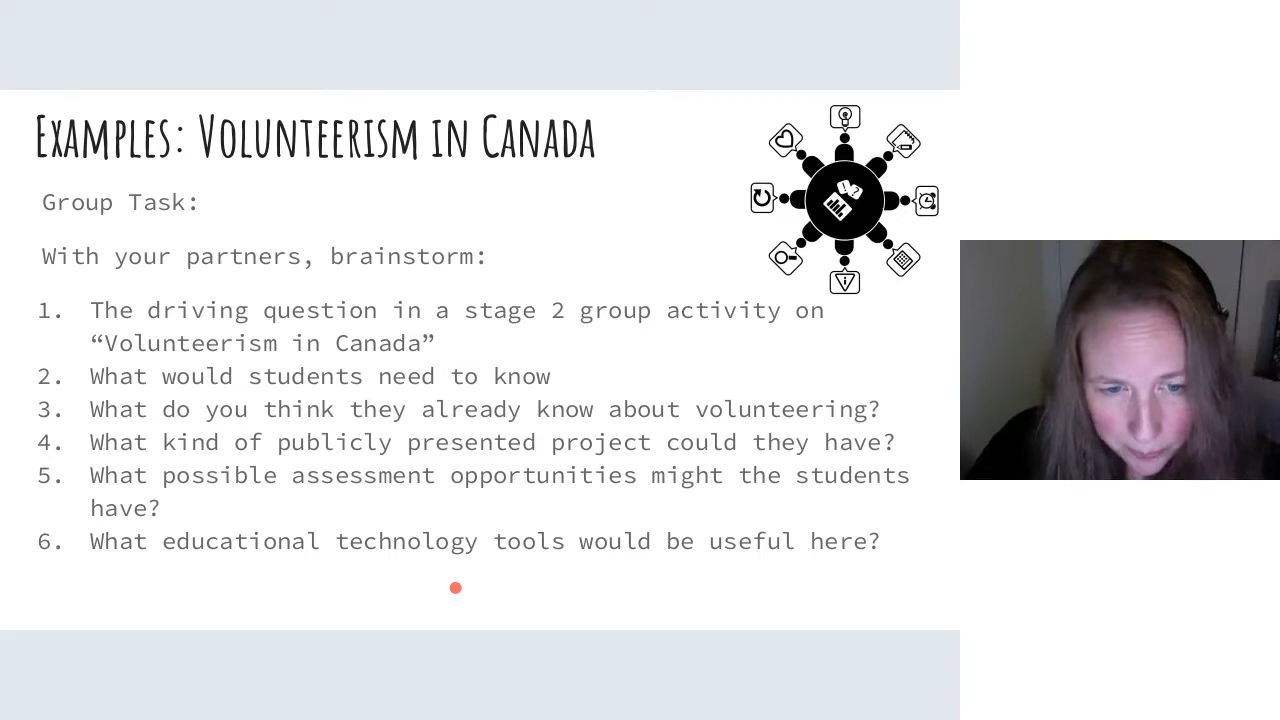 Examples: Volunteerism in Canada
Group Task:
With your partners, brainstorm:
1. The driving question in a stage 2 group activity on
“Volunteerism in Canada”
2. What would students need to know
3. What do you think they already know about volunteering?
4. What kind of publicly presented project could they have?
5. What possible assessment opportunities might the students
have?
6. What educational technology tools would be useful here?